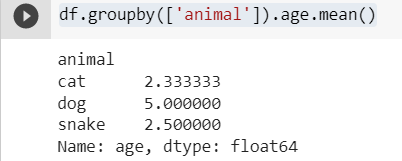 df.groupby(['animal']).age.mean()
animal
cat      2.333333
dog      5.000000
snake    2.500000
Name: age, dtype: float64